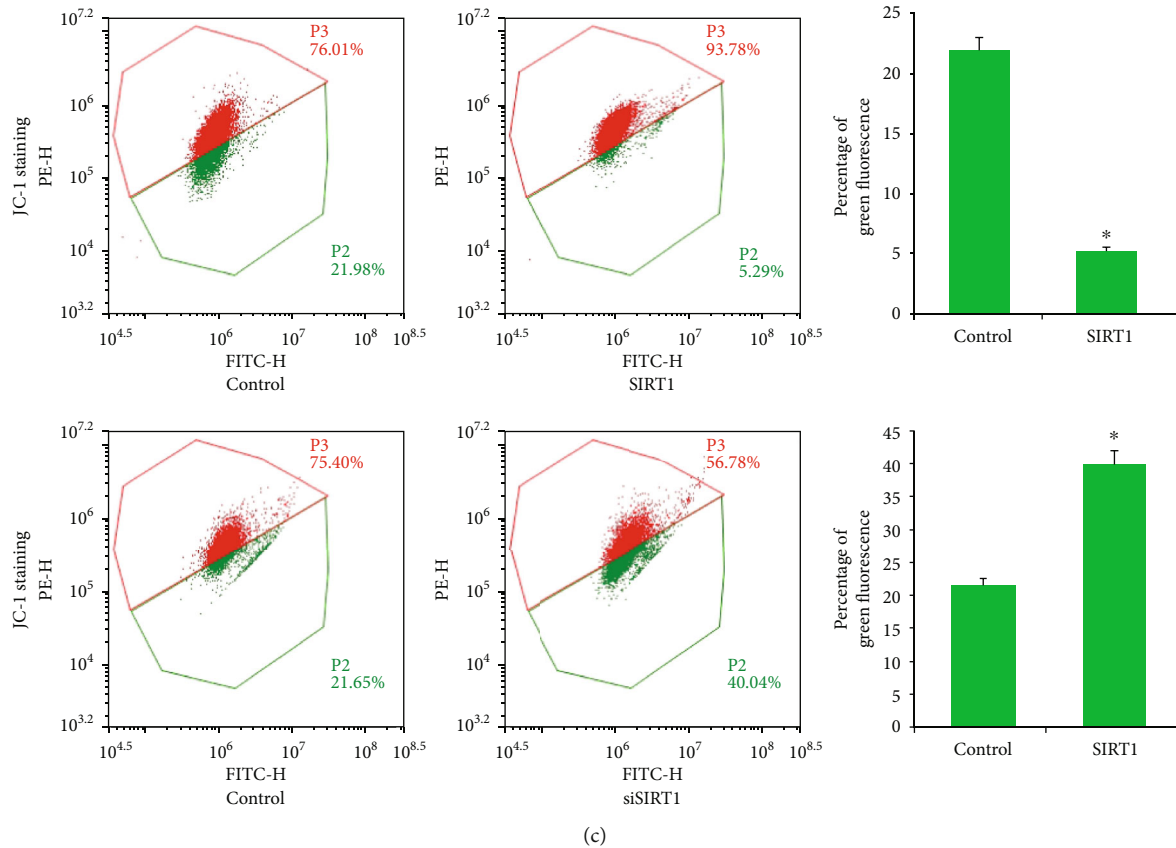 10^7.2
10^6
10^5
10^4
10^3.2
JC-1 staining
PE-H
P3
76.01%
P2
21.98%
10^4.5 10^6 10^7 10^8 10^8.5
FITC-H
Control
10^7.2
10^6
10^5
10^4
10^3.2
PE-H
P3
93.78%
P2
5.29%
10^4.5 10^6 10^7 10^8 10^8.5
FITC-H
SIRT1
Percentage of
green fluorescence
25
20
15
10
5
0
*
Control SIRT1
10^7.2
10^6
10^5
10^4
10^3.2
JC-1 staining
PE-H
P3
75.40%
P2
21.65%
10^4.5 10^6 10^7 10^8 10^8.5
FITC-H
Control
10^7.2
10^6
10^5
10^4
10^3.2
PE-H
P3
56.78%
P2
40.04%
10^4.5 10^6 10^7 10^8 10^8.5
FITC-H
siSIRT1
Percentage of
green fluorescence
45
40
35
30
25
20
15
10
5
0
*
Control SIRT1
(c)